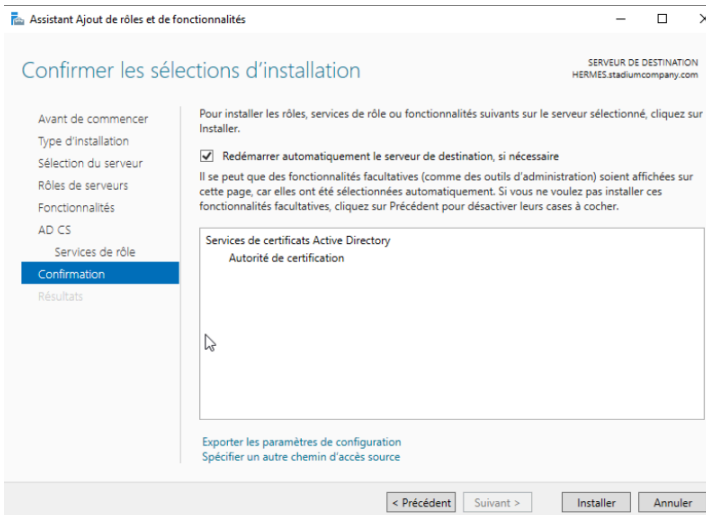 Assistant Ajout de rôles et de fonctionnalités
Confirmer les sélections d'installation
SERVEUR DE DESTINATION
HERMES.stadiumcompany.com
Avant de commencer
Type d'installation
Sélection du serveur
Rôles de serveurs
Fonctionnalités
AD CS
Services de rôle
Confirmation
Résultats
Pour installer les rôles, services de rôle ou fonctionnalités suivants sur le serveur sélectionné, cliquez sur
Installer.
Redémarrer automatiquement le serveur de destination, si nécessaire
Il se peut que des fonctionnalités facultatives (comme des outils d'administration) soient affichées sur
cette page, car elles ont été sélectionnées automatiquement. Si vous ne voulez pas installer ces
fonctionnalités facultatives, cliquez sur Précédent pour désactiver leurs cases à cocher.
Services de certificats Active Directory
Autorité de certification
Exporter les paramètres de configuration
Spécifier un autre chemin d'accès source
< Précédent
Suivant >
Installer
Annuler